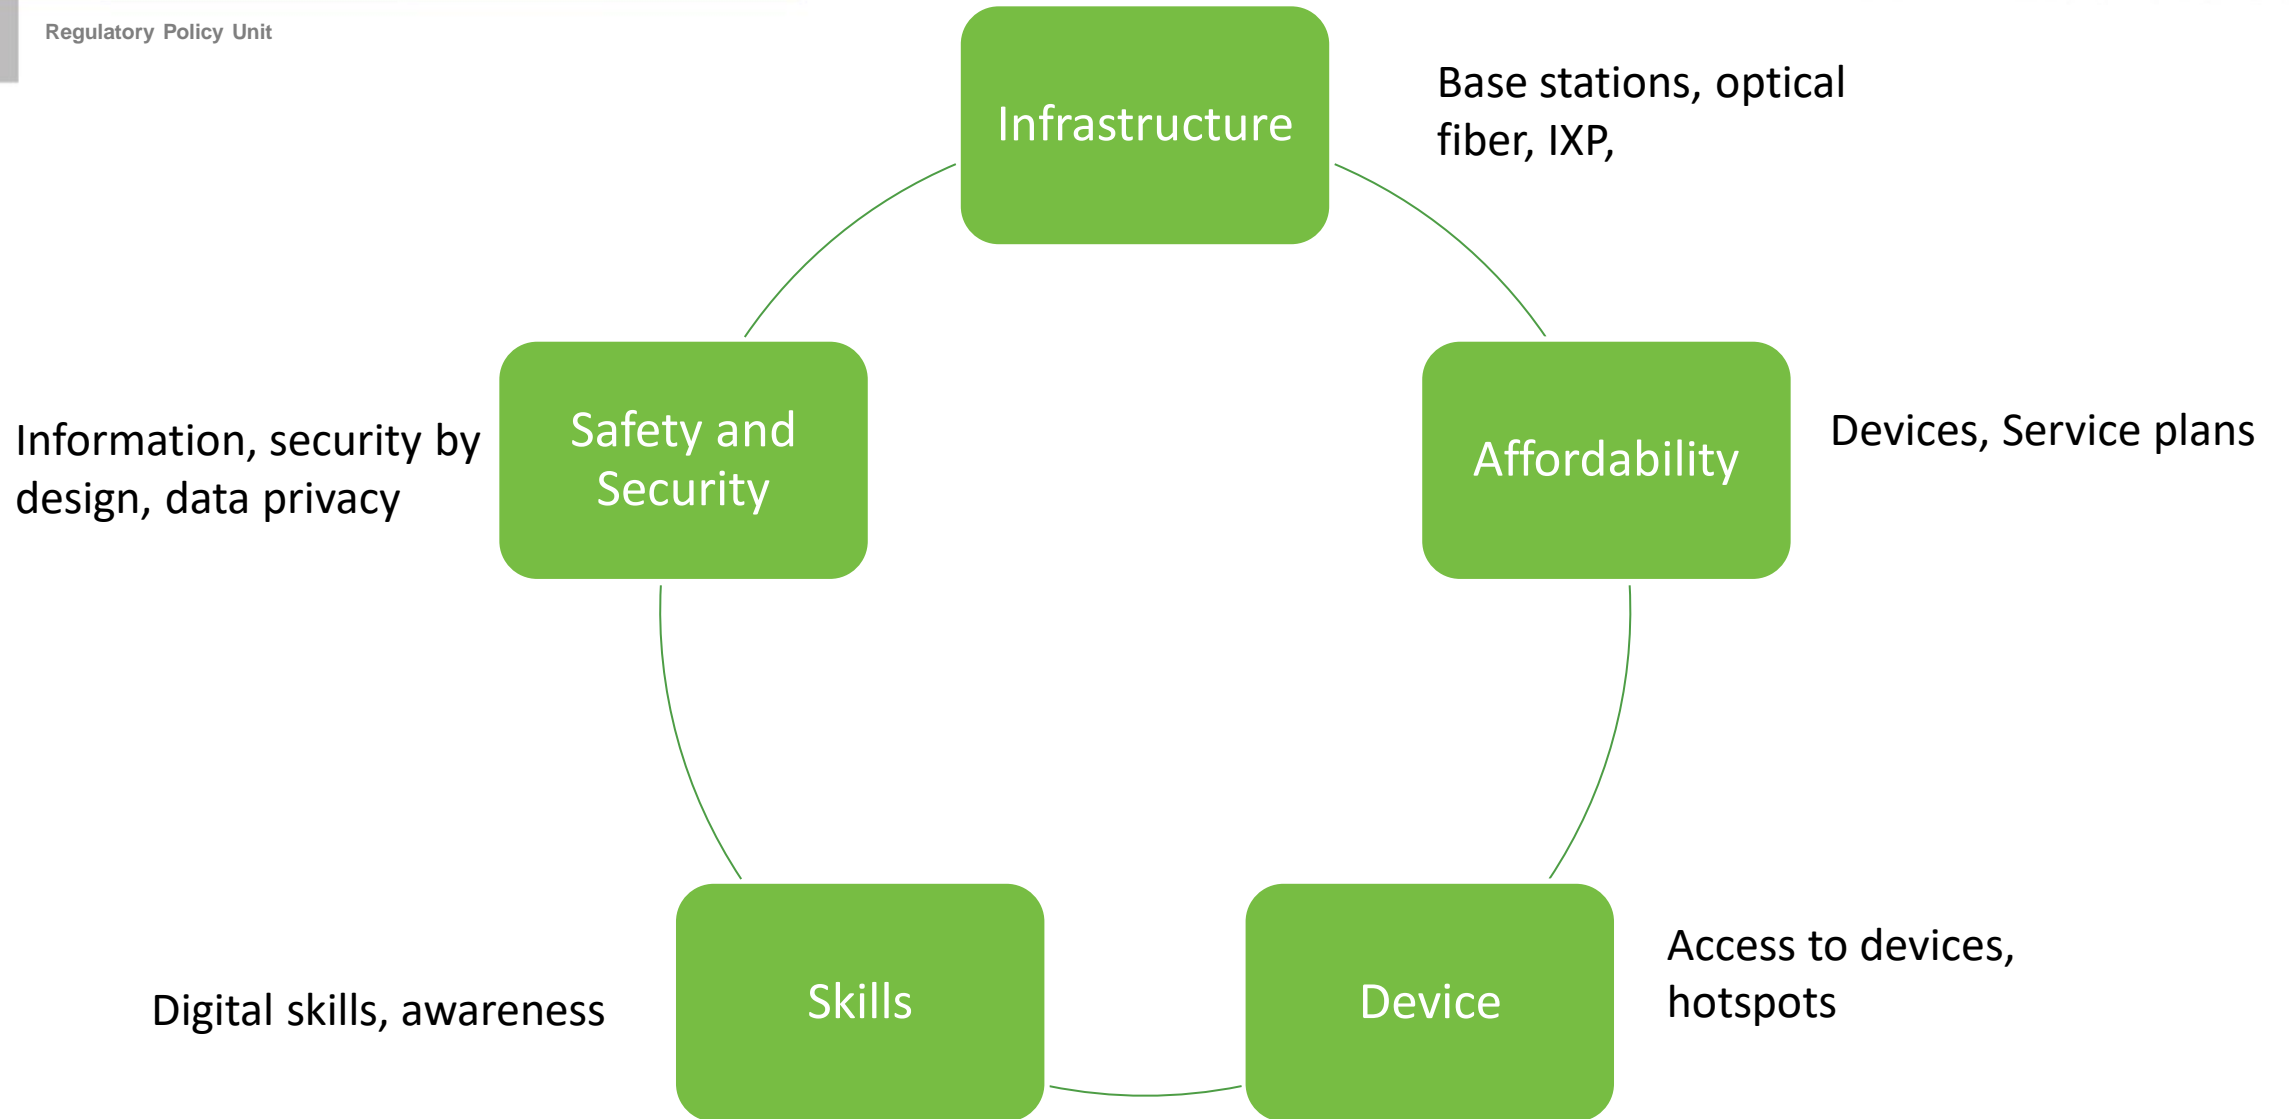 Regulatory Policy Unit
Infrastructure
Base stations, optical
fiber, IXP,
Affordability
Devices, Service plans
Device
Access to devices,
hotspots
Skills
Digital skills, awareness
Safety and
Security
Information, security by
design, data privacy